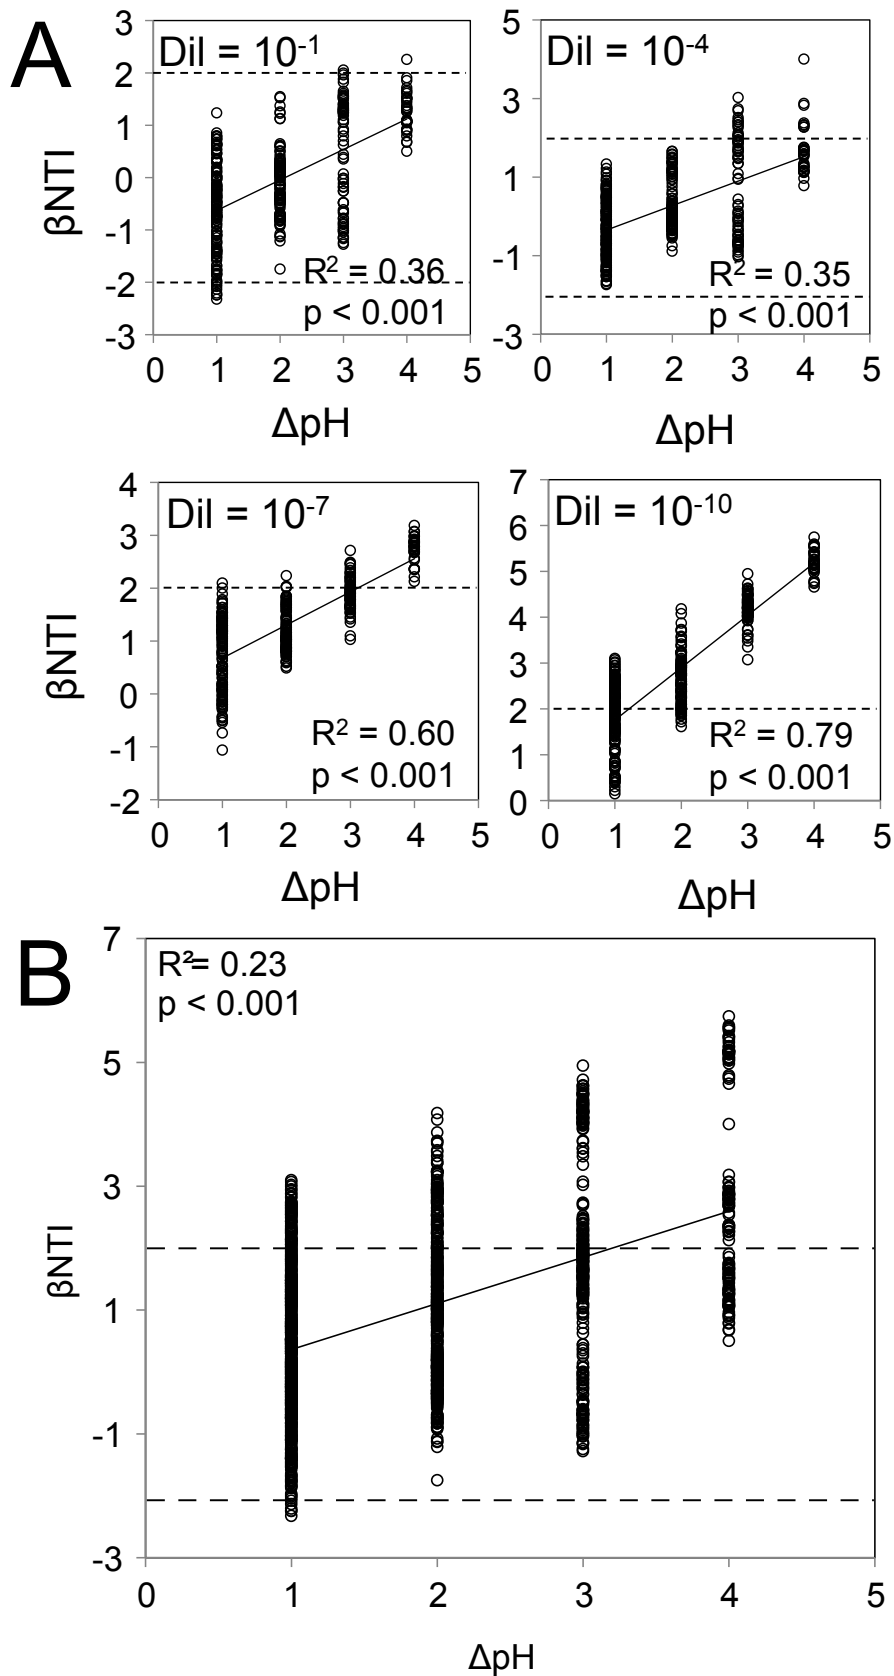 A
Dil = 10⁻¹
3
2
1
0
-1
-2
-3
βNTI
R² = 0.36
p < 0.001
0 1 2 3 4 5
ΔpH
Dil = 10⁻⁴
5
3
1
-1
-3
R² = 0.35
p < 0.001
0 1 2 3 4 5
ΔpH
Dil = 10⁻⁷
4
3
2
1
0
-1
-2
βNTI
R² = 0.60
p < 0.001
0 1 2 3 4 5
ΔpH
Dil = 10⁻¹⁰
7
6
5
4
3
2
1
0
R² = 0.79
p < 0.001
0 1 2 3 4 5
ΔpH
B
R²= 0.23
p < 0.001
7
5
3
1
-1
-3
βNTI
0 1 2 3 4 5
ΔpH